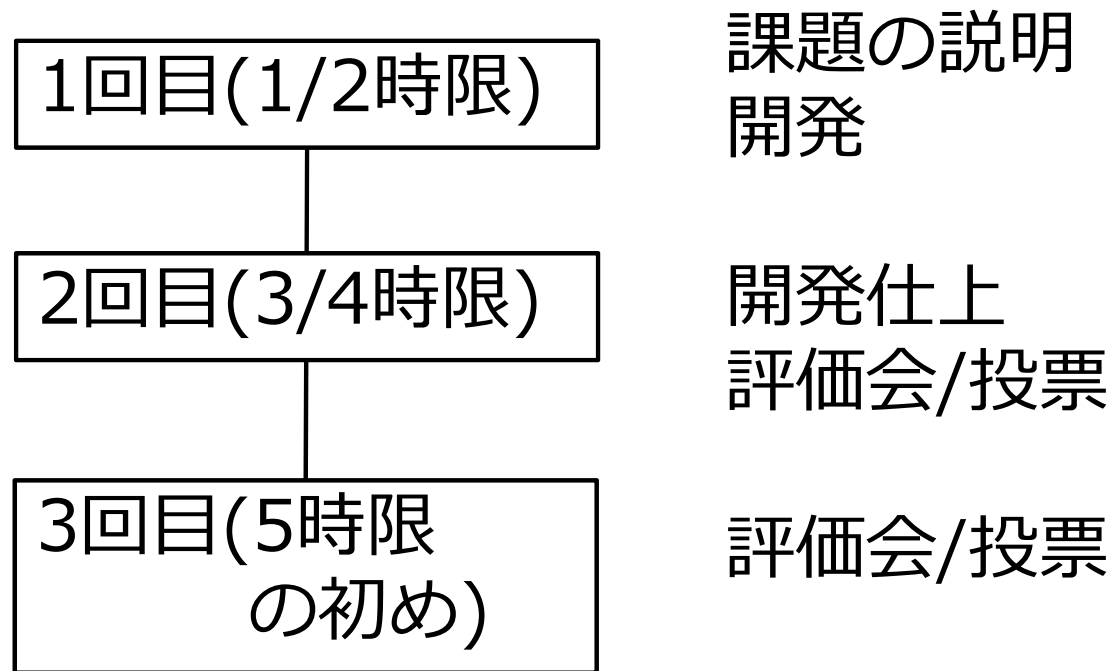 1回目(1/2時限)
課題の説明
開発
2回目(3/4時限)
開発仕上
評価会/投票
3回目(5時限
の初め)
評価会/投票